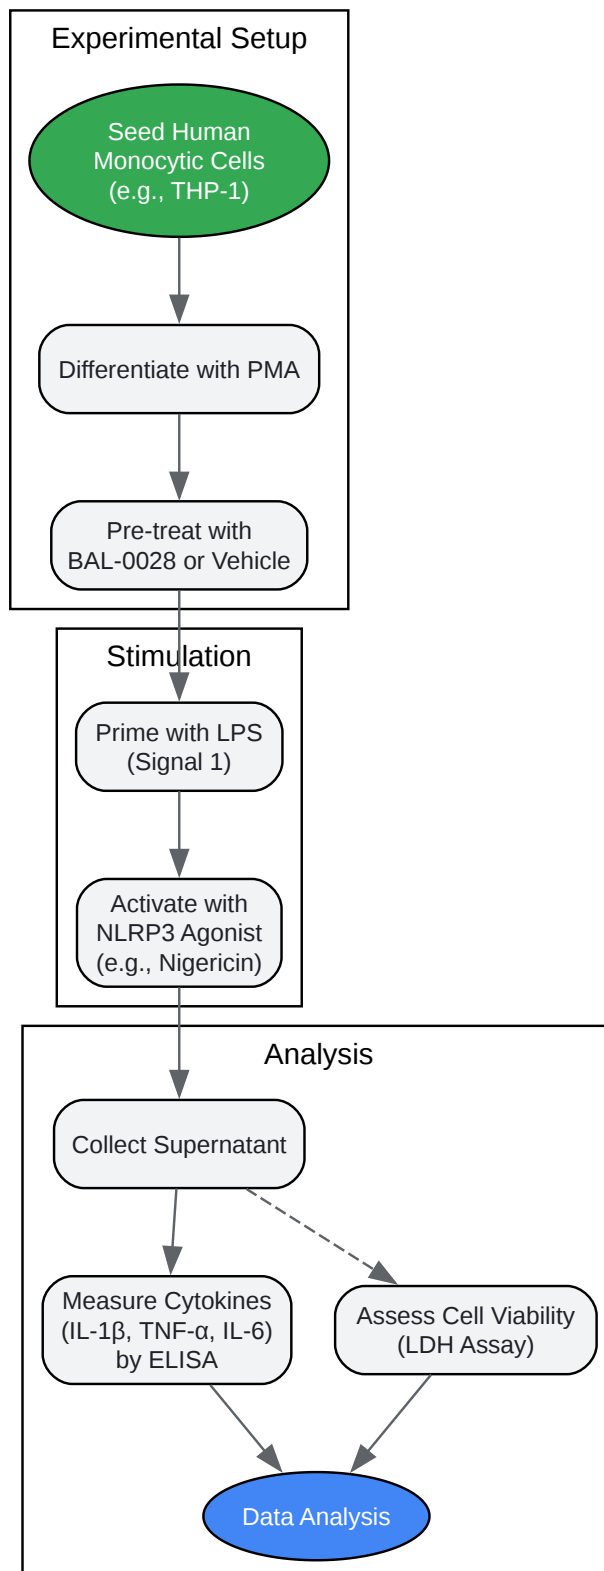 Experimental Setup
Seed Human
Monocytic Cells
(e.g., THP-1)
Differentiate with PMA
Pre-treat with
BAL-0028 or Vehicle
Stimulation
Prime with LPS
(Signal 1)
Activate with
NLRP3 Agonist
(e.g., Nigericin)
Analysis
Collect Supernatant
Measure Cytokines
(IL-1β, TNF-α, IL-6)
by ELISA
Assess Cell Viability
(LDH Assay)
Data Analysis